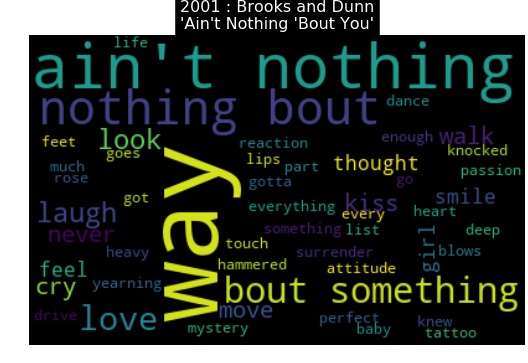 2001 : Brooks and Dunn
'Ain't Nothing 'Bout You'
life
ain't nothing
nothing bout
dance
feet
look
reaction
enough
walk
goes
lips
knocked
much
part
thought
passion
rose
gotta
go
got
everything
kiss
smile
laugh
every
heart
never
something
list
girl
deep
way
touch
heavy
surrender
blows
feel
hammered
attitude
cry
yearning
bout something
drive
love
move
perfect
knew
mystery
baby
tattoo